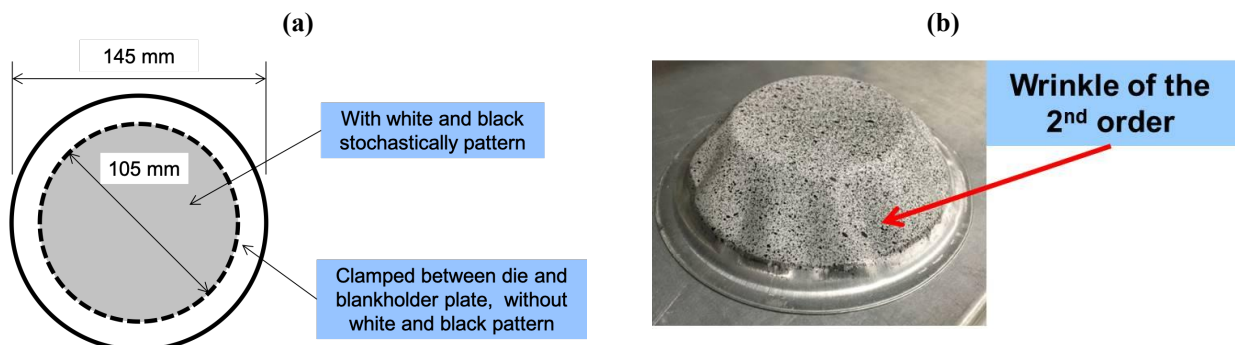 (a)
145 mm
With white and black
stochastically pattern
105 mm
Clamped between die and
blankholder plate, without
white and black pattern
(b)
Wrinkle of the
2nd order